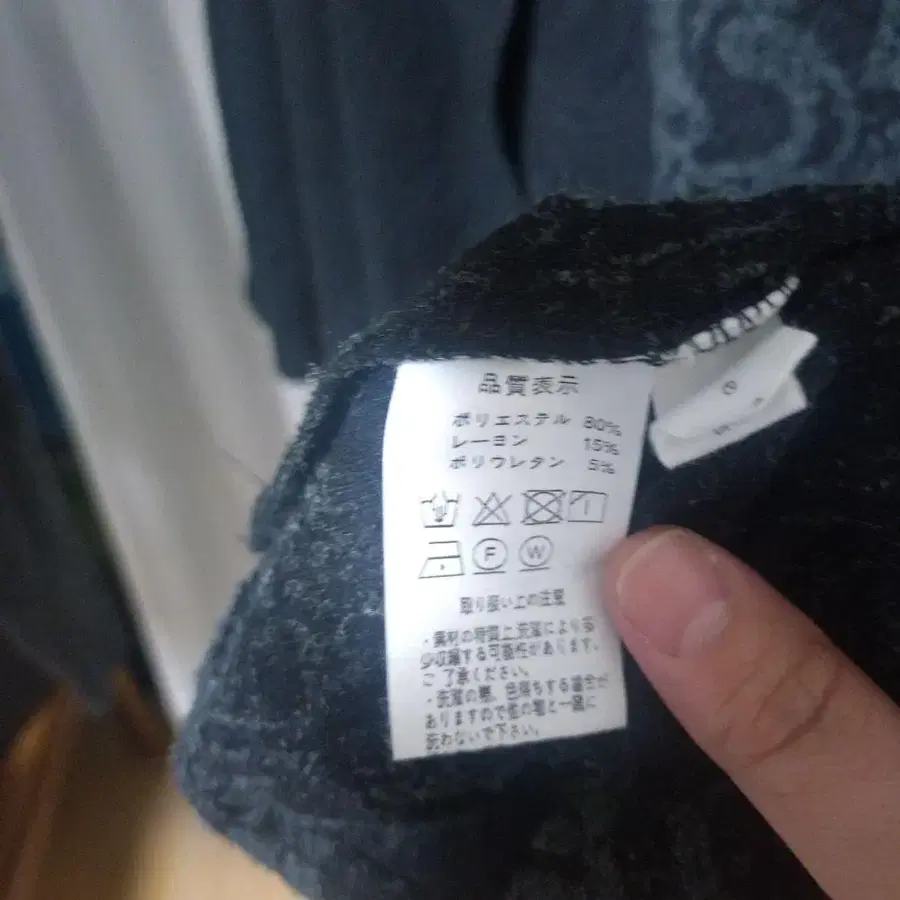 品質表示
ポリエステル 80%
レーヨン 15%
ポリウレタン 5%
F W
取り扱い上の注意
・素材の特質上洗濯により多
少収縮する可能性があります。
ご了承ください。
・洗濯の際、色落ちする場合が
ありますので他の物と一緒に
洗わないで下さい。